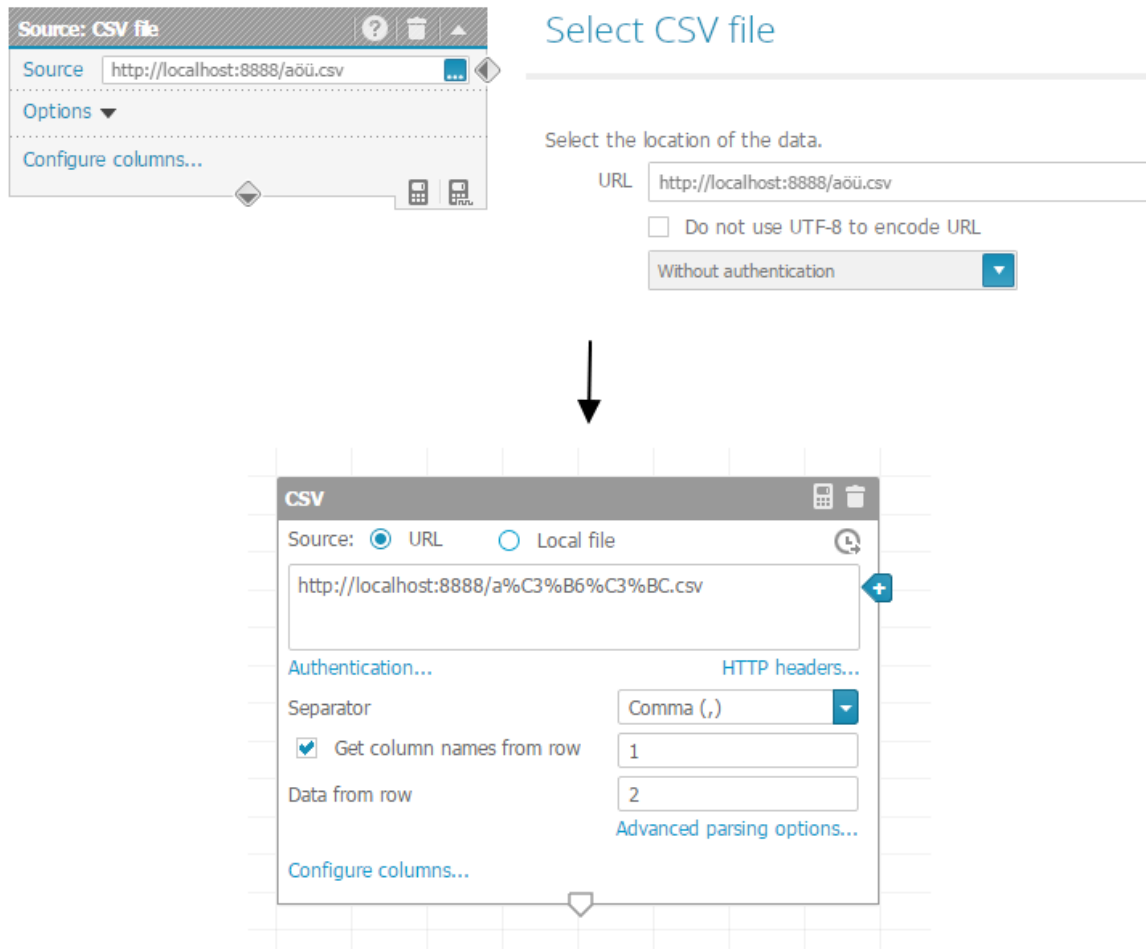 Source: CSV file
Source http://localhost:8888/aöü.csv ...
Options
Configure columns...
Select CSV file
Select the location of the data.
URL http://localhost:8888/aöü.csv
Do not use UTF-8 to encode URL
Without authentication
CSV
Source: URL Local file
http://localhost:8888/a%C3%B6%C3%BC.csv
Authentication... HTTP headers...
Separator Comma (,)
Get column names from row 1
Data from row 2
Advanced parsing options...
Configure columns...